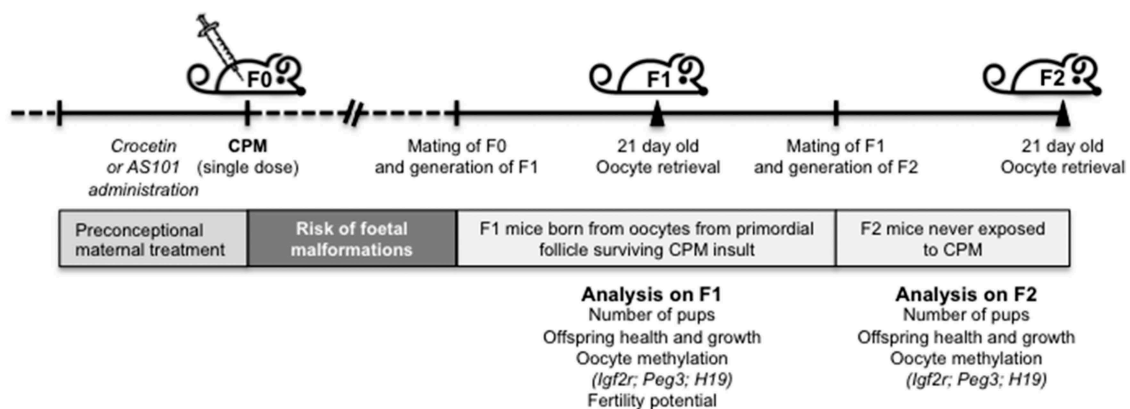 F0
F1
F2
Crocetin
or AS101
administration
CPM
(single dose)
Mating of F0
and generation of F1
21 day old
Oocyte retrieval
Mating of F1
and generation of F2
21 day old
Oocyte retrieval
Preconceptional
maternal treatment
Risk of foetal
malformations
F1 mice born from oocytes from primordial
follicle surviving CPM insult
F2 mice never exposed
to CPM
Analysis on F1
Number of pups
Offspring health and growth
Oocyte methylation
(Igf2r; Peg3; H19)
Fertility potential
Analysis on F2
Number of pups
Offspring health and growth
Oocyte methylation
(Igf2r; Peg3; H19)